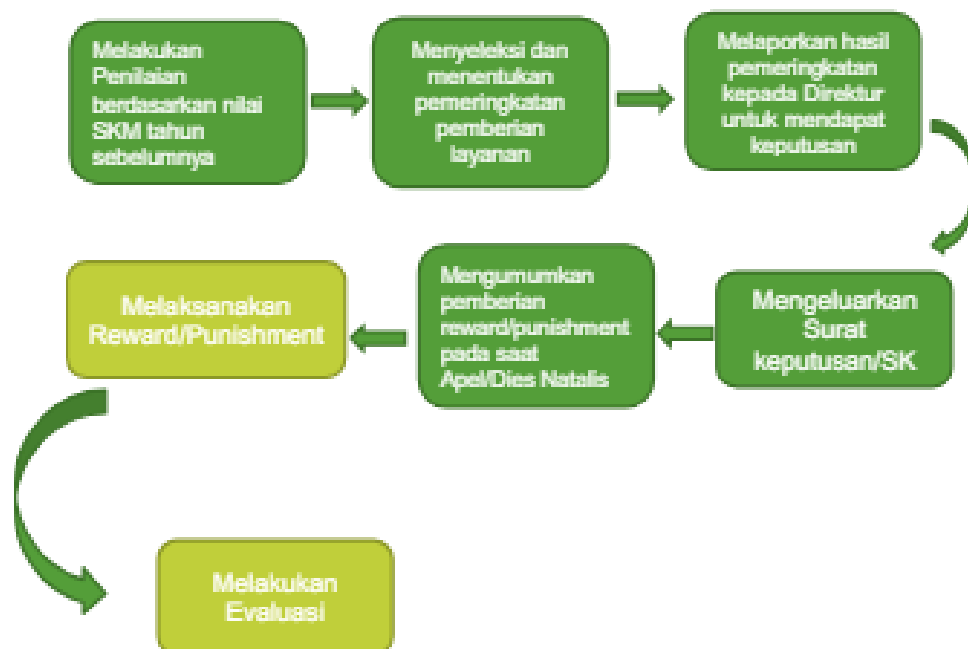 Melakukan
Penilaian
berdasarkan nilai
SKM tahun
sebelumnya
Menyeleksi dan
menentukan
pemeringkatan
pemberian
layanan
Melaporkan hasil
pemeringkatan
kepada Direktur
untuk mendapat
keputusan
Mengeluarkan
Surat
keputusan/SK
Mengumumkan
pemberian
reward/punishment
pada saat
Apel/Dies Natalis
Melaksanakan
Reward/Punishment
Melakukan
Evaluasi